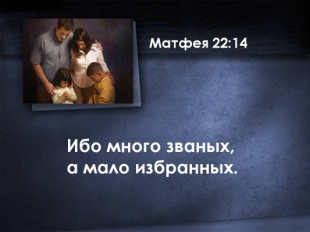 Матфея 22:14
Ибо много званых,
а мало избранных.